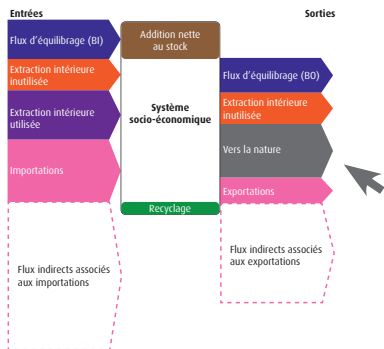 Entrées
Sorties
Flux d'équilibrage (BI)
Extraction intérieure
inutilisée
Extraction intérieure
utilisée
Importations
Flux indirects associés
aux importations
Addition nette
au stock
Système
socio-économique
Recyclage
Flux d'équilibrage (BO)
Extraction intérieure
inutilisée
Vers la nature
Exportations
Flux indirects associés
aux exportations